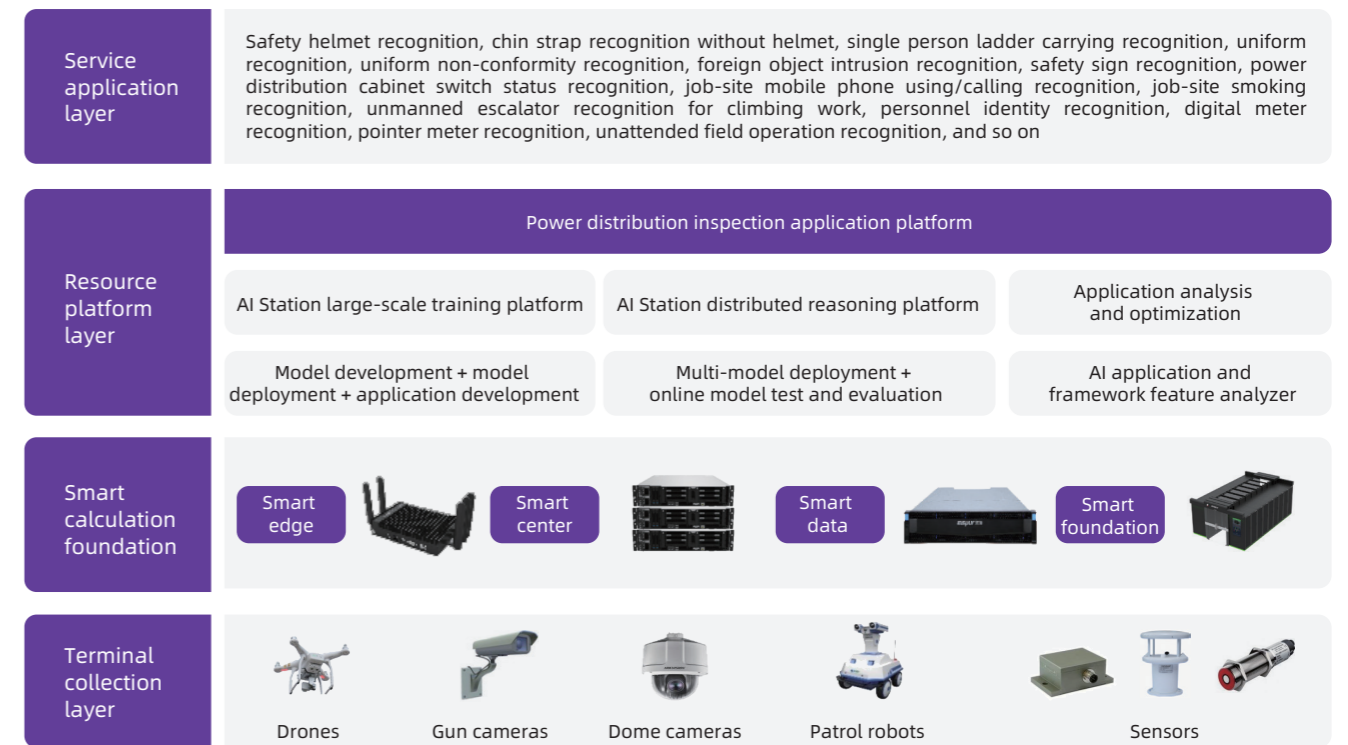 Service
application
layer
Safety helmet recognition, chin strap recognition without helmet, single person ladder carrying recognition, uniform
recognition, uniform non-conformity recognition, foreign object intrusion recognition, safety sign recognition, power
distribution cabinet switch status recognition, job-site mobile phone using/calling recognition, job-site smoking
recognition, unmanned escalator recognition for climbing work, personnel identity recognition, digital meter
recognition, pointer meter recognition, unattended field operation recognition, and so on
Resource
platform
layer
Power distribution inspection application platform
AI Station large-scale training platform
AI Station distributed reasoning platform
Application analysis
and optimization
Model development + model
deployment + application development
Multi-model deployment +
online model test and evaluation
AI application and
framework feature analyzer
Smart
calculation
foundation
Smart
edge
Smart
center
Smart
data
Smart
foundation
Terminal
collection
layer
Drones
Gun cameras
Dome cameras
Patrol robots
Sensors